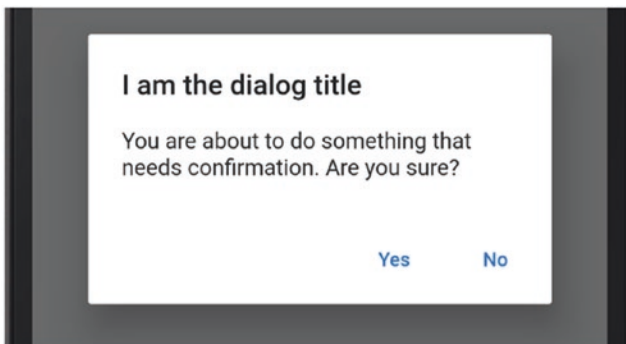 I am the dialog title
You are about to do something that
needs confirmation. Are you sure?
Yes No